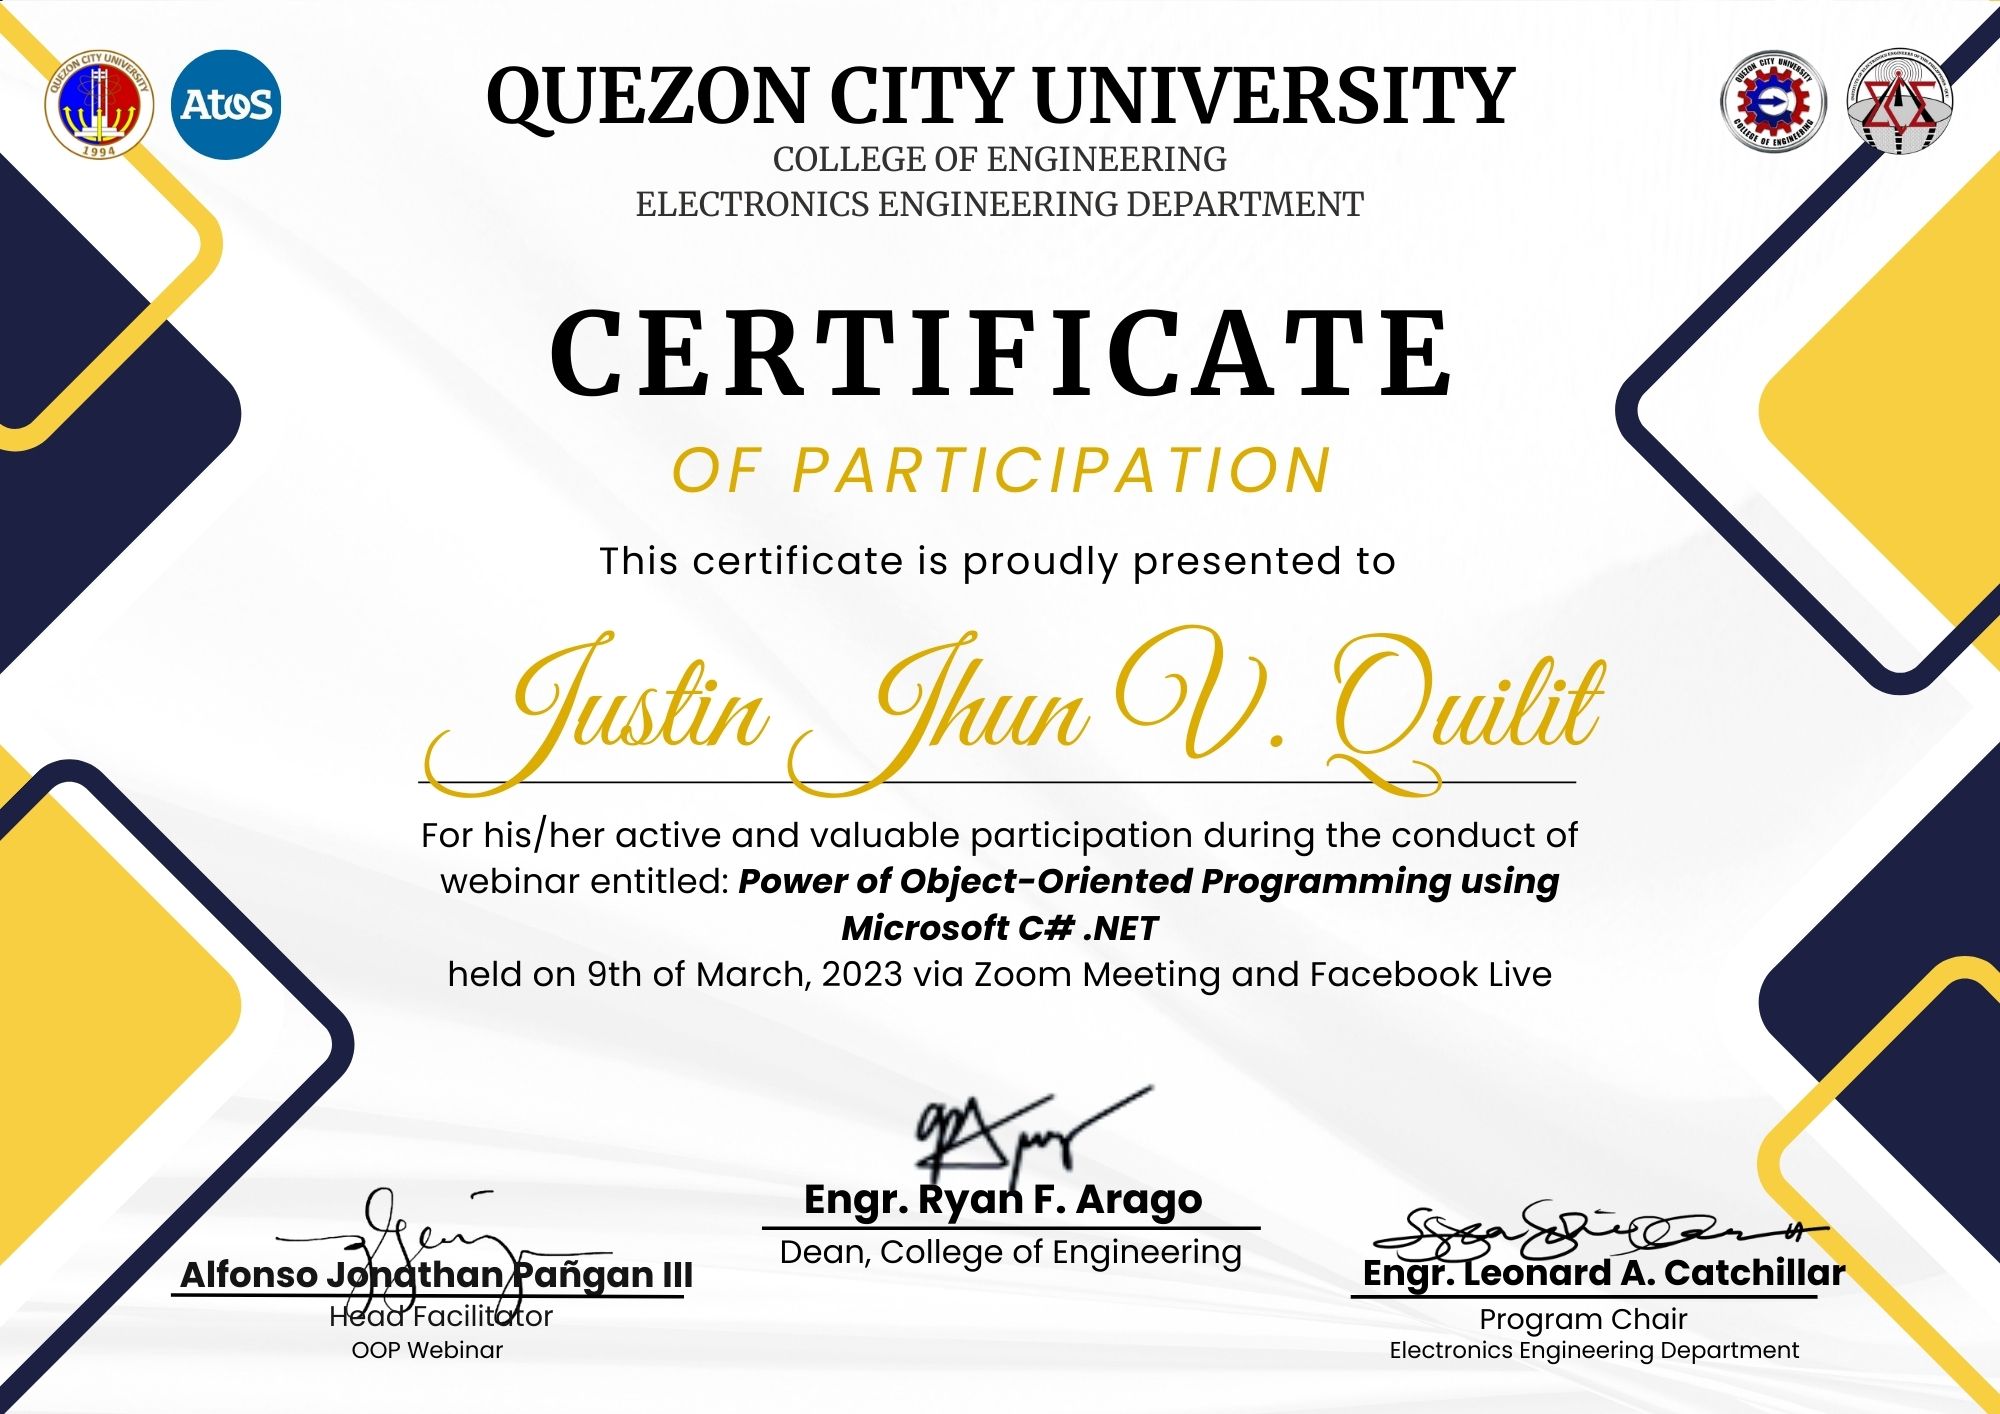 QUEZON CITY UNIVERSITY
1994
Atos
QUEZON CITY UNIVERSITY
COLLEGE OF ENGINEERING
QUEZON CITY UNIVERSITY
COLLEGE OF ENGINEERING
ELECTRONICS ENGINEERING DEPARTMENT
CERTIFICATE
OF PARTICIPATION
This certificate is proudly presented to
Justin Jhun V. Quilit
For his/her active and valuable participation during the conduct of
webinar entitled: Power of Object-Oriented Programming using
Microsoft C# .NET
held on 9th of March, 2023 via Zoom Meeting and Facebook Live
Alfonso Jonathan Pañgan III
Head Facilitator
OOP Webinar
Engr. Ryan F. Arago
Dean, College of Engineering
Engr. Leonard A. Catchillar
Program Chair
Electronics Engineering Department